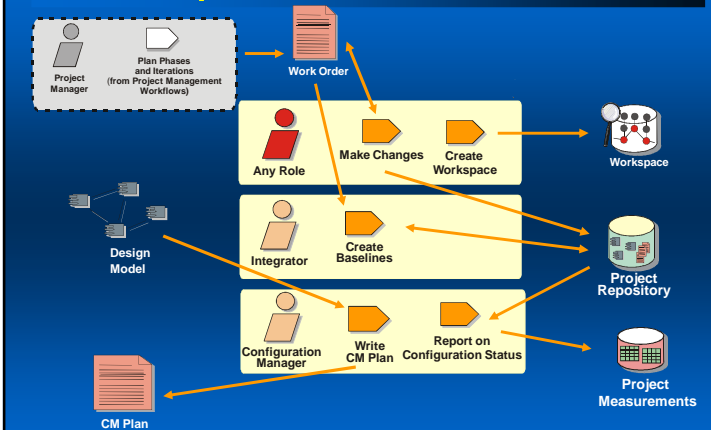 Project
Manager
Plan Phases
and Iterations
(from Project Management
Workflows)
Work Order
Any Role
Make Changes
Create
Workspace
Workspace
Design
Model
Integrator
Create
Baselines
Project
Repository
Configuration
Manager
Write
CM Plan
Report on
Configuration Status
Project
Measurements
CM Plan